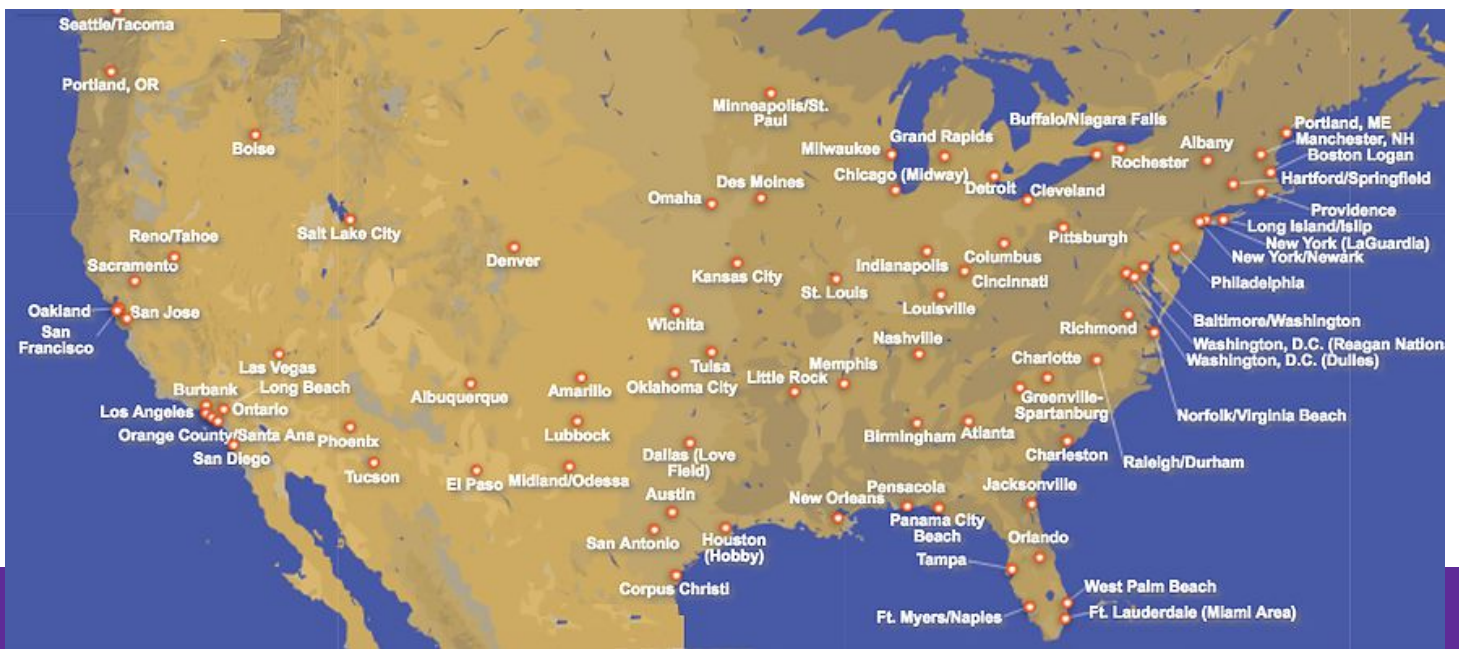 Seattle/Tacoma
Portland, OR
Boise
Minneapolis/St.
Paul
Buffalo/Niagara Falls
Grand Rapids
Milwaukee
Chicago (Midway)
Detroit
Cleveland
Rochester
Albany
Portland, ME
Manchester, NH
Boston Logan
Hartford/Springfield
Providence
Long Island/Islip
New York (LaGuardia)
New York/Newark
Philadelphia
Omaha
Des Moines
Reno/Tahoe
Sacramento
Salt Lake City
Denver
Kansas City
St. Louis
Indianapolis
Columbus
Cincinnati
Pittsburgh
Louisville
Oakland
San Jose
San
Francisco
Wichita
Nashville
Richmond
Baltimore/Washington
Washington, D.C. (Reagan Nationa
Washington, D.C. (Dulles)
Las Vegas
Burbank
Long Beach
Los Angeles
Ontario
Orange County/Santa Ana
San Diego
Phoenix
Tucson
Albuquerque
Amarillo
Tulsa
Oklahoma City
Little Rock
Memphis
Charlotte
Greenville-
Spartanburg
Norfolk/Virginia Beach
Lubbock
Birmingham
Atlanta
Charleston
Raleigh/Durham
El Paso
Midland/Odessa
Dallas (Love
Field)
Austin
San Antonio
Houston
(Hobby)
Corpus Christi
New Orleans
Pensacola
Panama City
Beach
Jacksonville
Orlando
Tampa
West Palm Beach
Ft. Myers/Naples
Ft. Lauderdale (Miami Area)